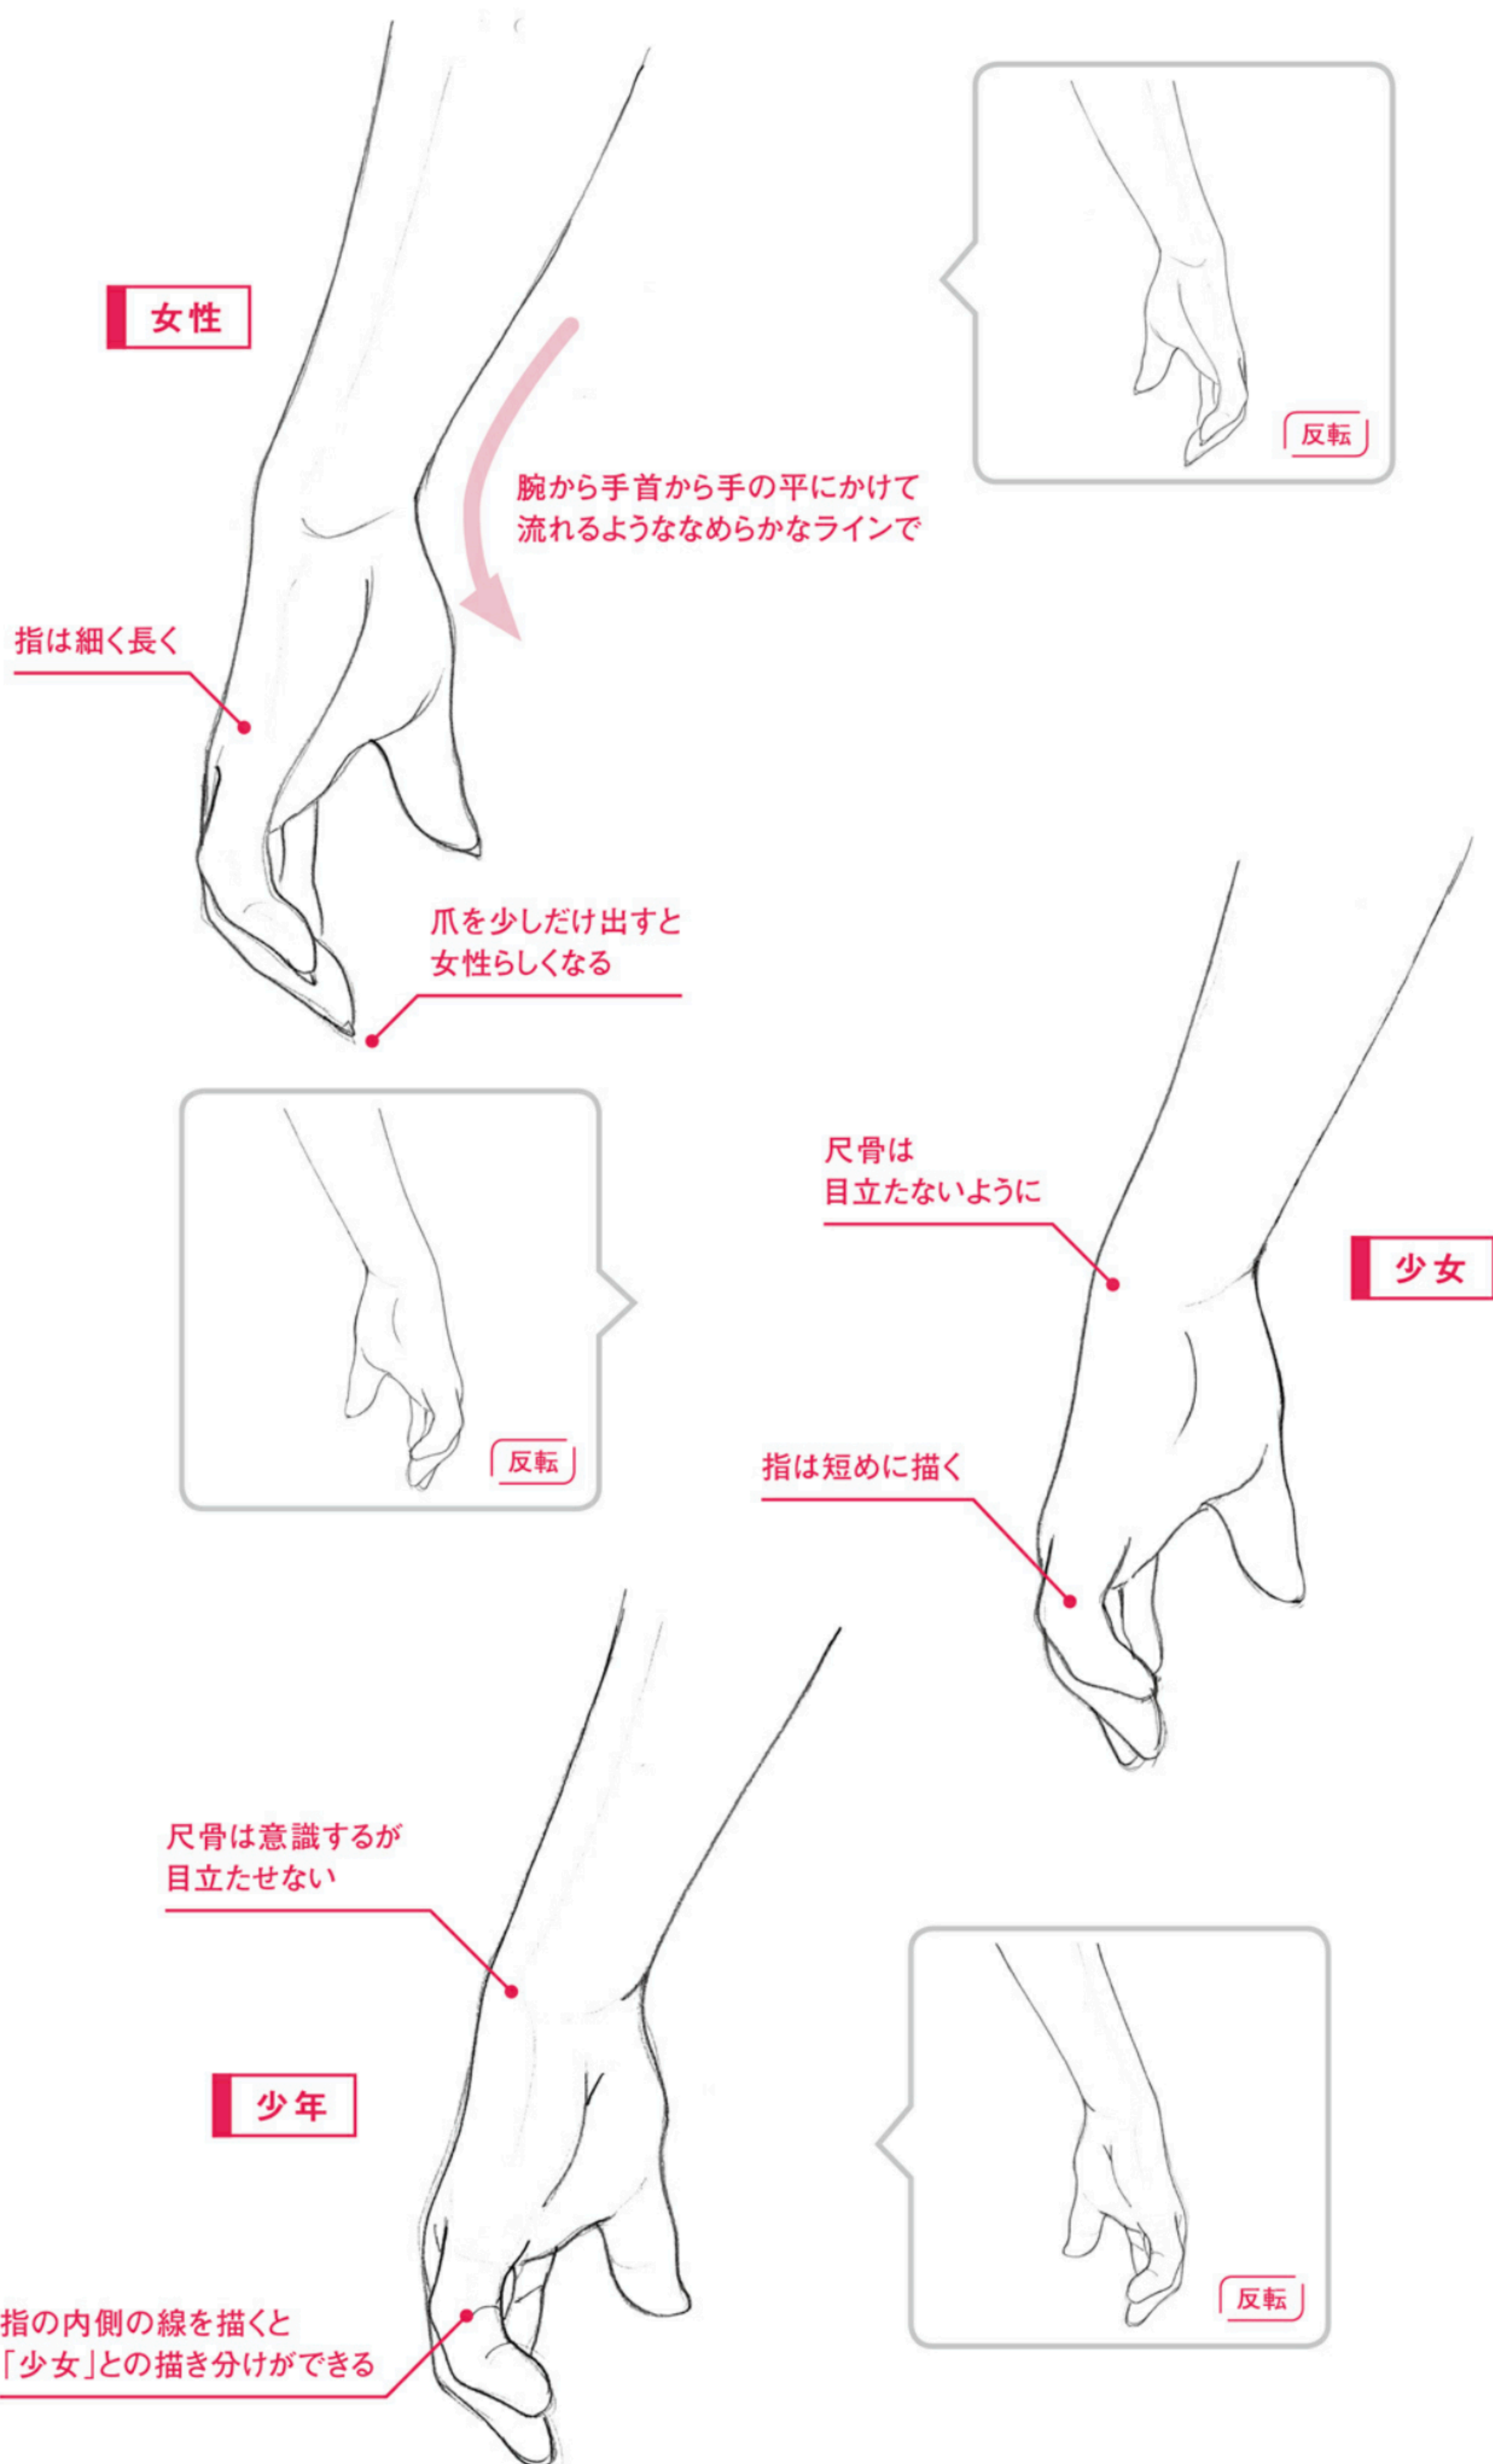 女性
反転
腕から手首から手の平にかけて
流れるようななめらかなラインで
指は細く長く
爪を少しだけ出すと
女性らしくなる
尺骨は
目立たないように
少女
反転
指は短めに描く
尺骨は意識するが
目立たせない
少年
反転
指の内側の線を描くと
「少女」との描き分けができる